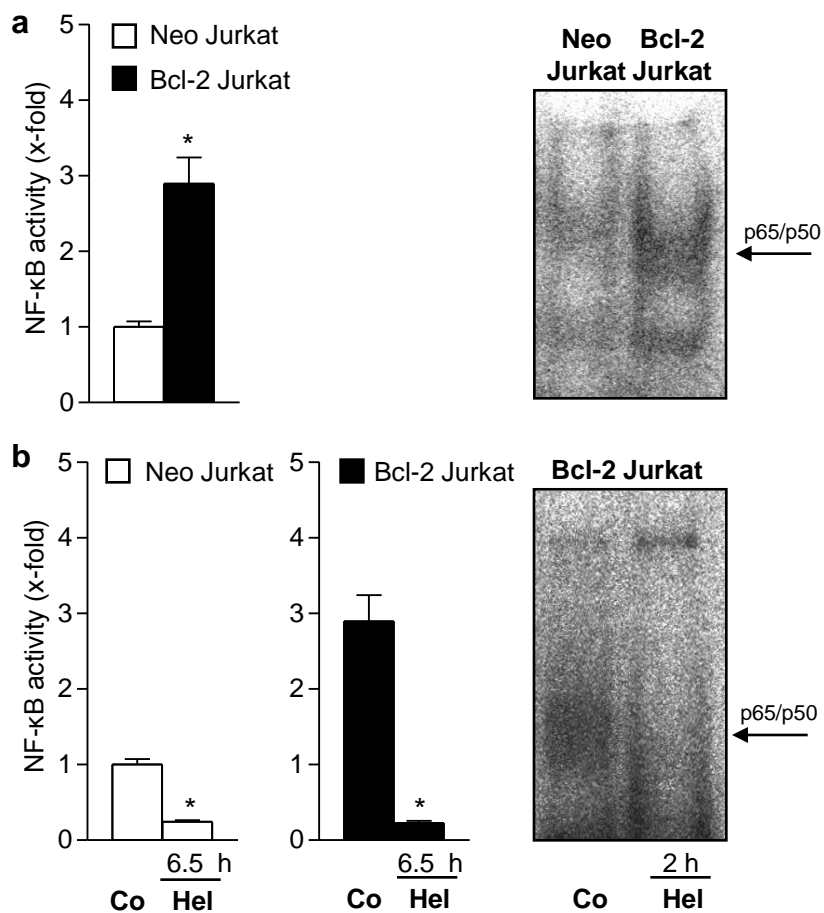 a
5
4
3
2
1
0
NF-κB activity (x-fold)
Neo Jurkat
Bcl-2 Jurkat
*
Neo Bcl-2
Jurkat Jurkat
p65/p50
b
5
4
3
2
1
0
NF-κB activity (x-fold)
Neo Jurkat
*
6.5 h
Co Hel
5
4
3
2
1
0
Bcl-2 Jurkat
*
6.5 h
Co Hel
Bcl-2 Jurkat
p65/p50
2 h
Co Hel